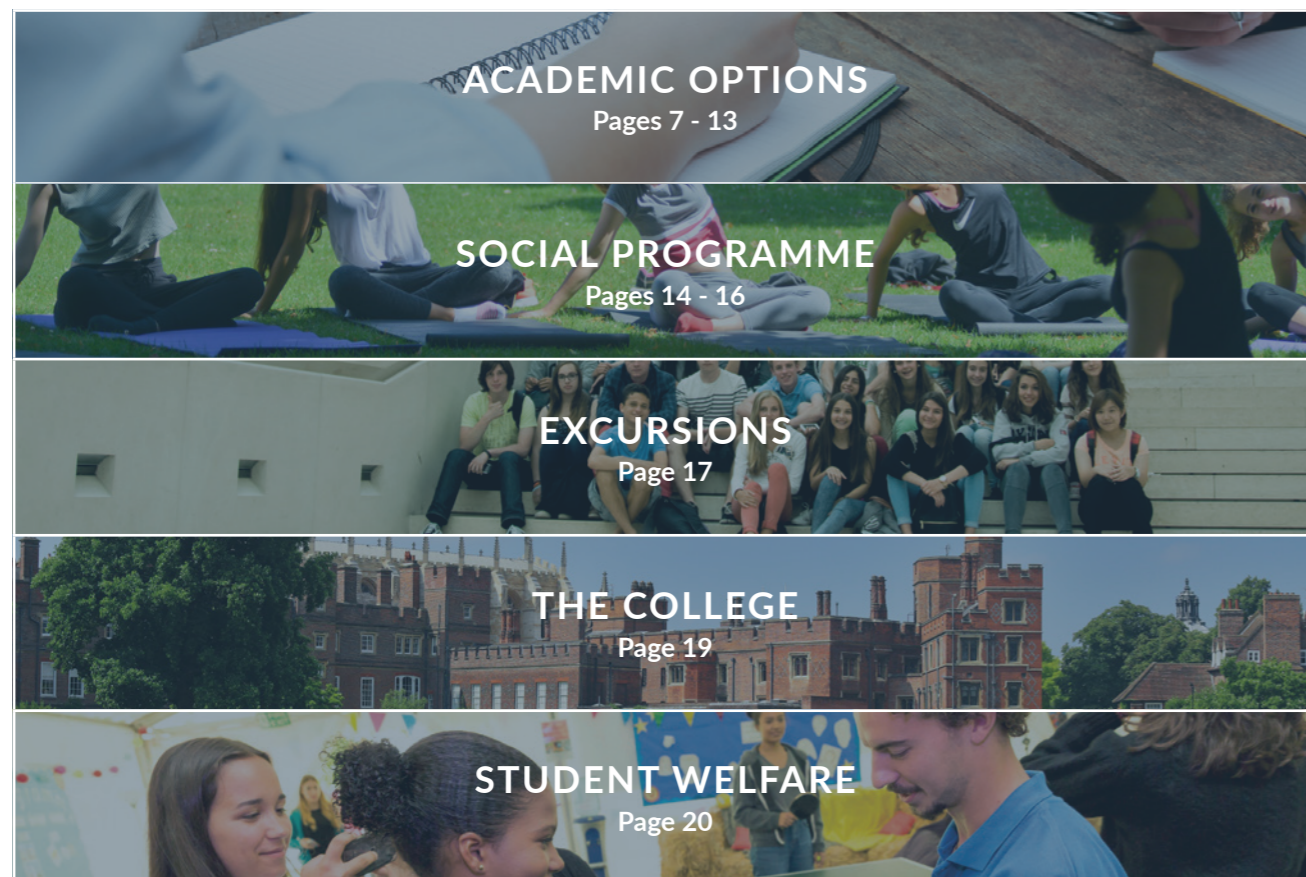 ACADEMIC OPTIONS
Pages 7 - 13
SOCIAL PROGRAMME
Pages 14 - 16
EXCURSIONS
Page 17
THE COLLEGE
Page 19
STUDENT WELFARE
Page 20